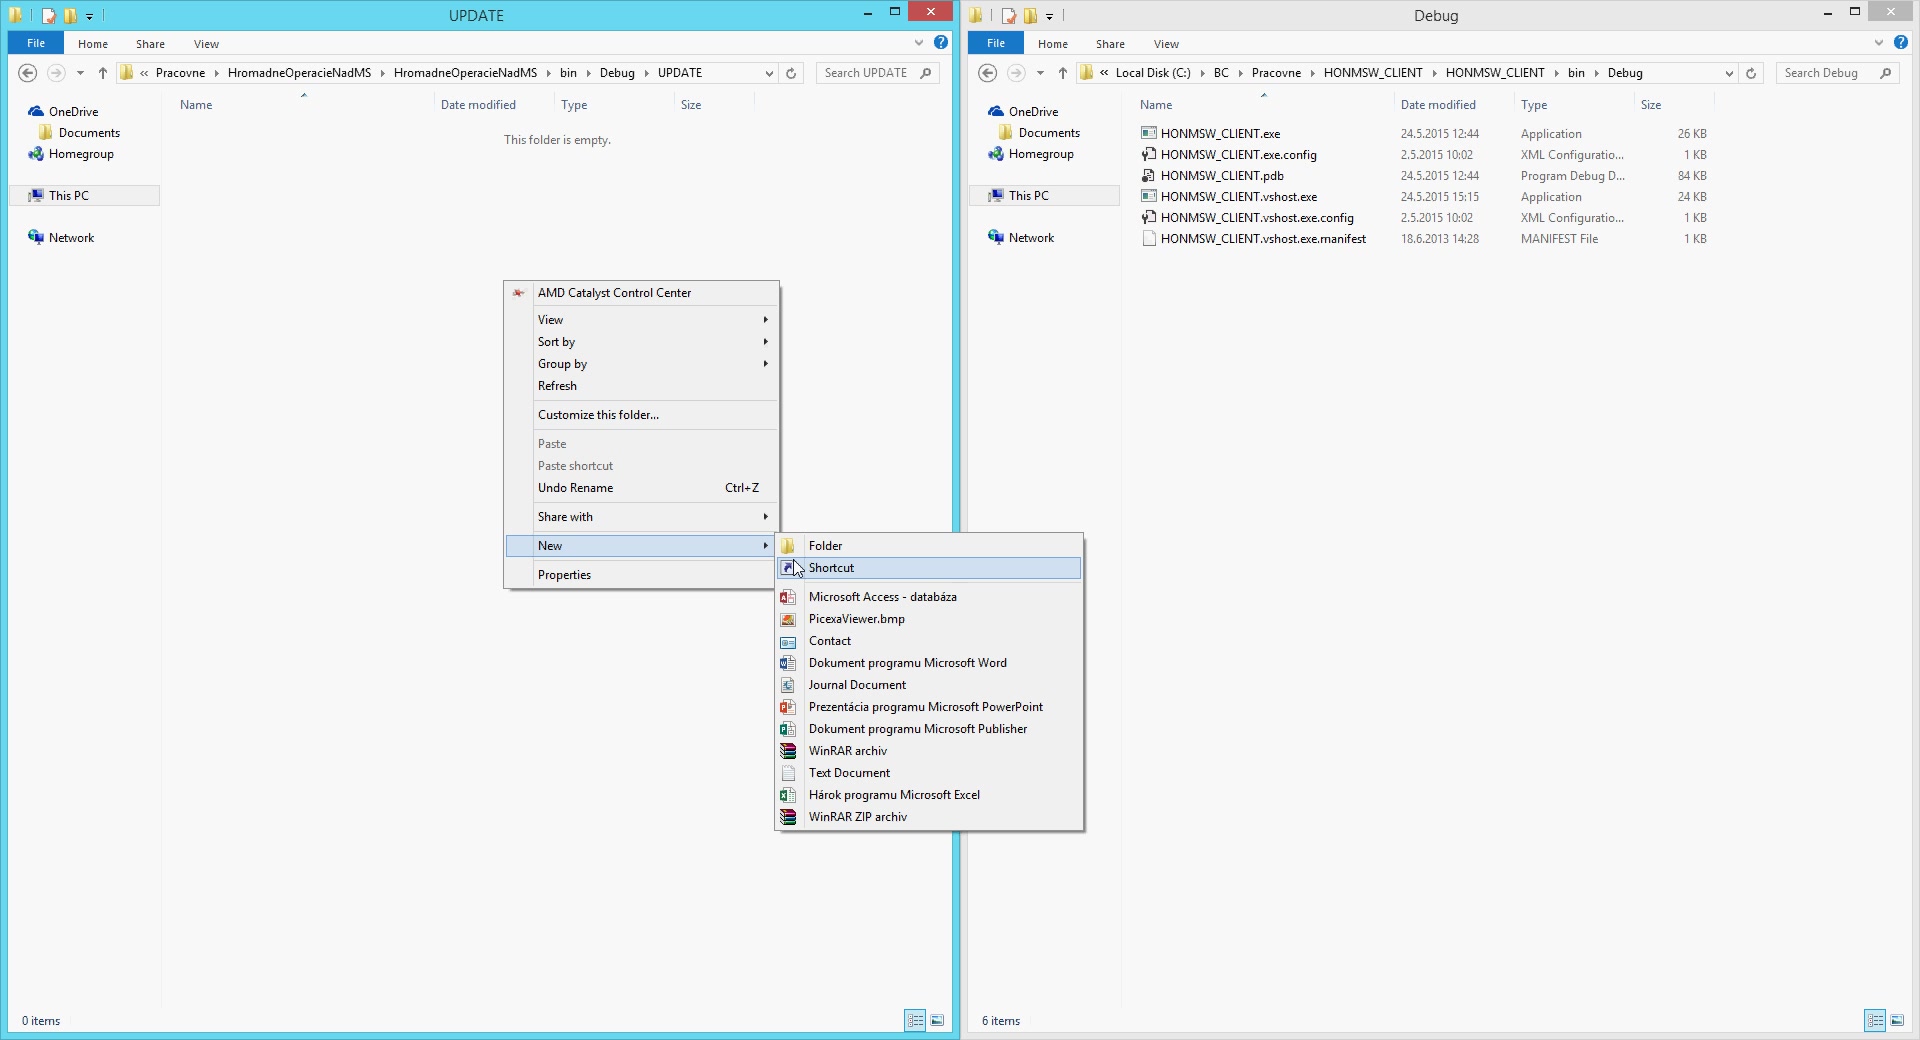 UPDATE
File Home Share View
« Pracovne HromadneOperacieNadMS HromadneOperacieNadMS bin Debug UPDATE
Search UPDATE
Name Date modified Type Size
OneDrive
Documents
Homegroup
This PC
Network
This folder is empty.
AMD Catalyst Control Center
View
Sort by
Group by
Refresh
Customize this folder...
Paste
Paste shortcut
Undo Rename Ctrl+Z
Share with
New
Properties
Folder
Shortcut
Microsoft Access - databáza
PicexaViewer.bmp
Contact
Dokument programu Microsoft Word
Journal Document
Prezentácia programu Microsoft PowerPoint
Dokument programu Microsoft Publisher
WinRAR archiv
Text Document
Hárok programu Microsoft Excel
WinRAR ZIP archiv
0 items
Debug
File Home Share View
« Local Disk (C:) BC Pracovne HONMSW_CLIENT HONMSW_CLIENT bin Debug
Search Debug
Name Date modified Type Size
OneDrive
Documents
Homegroup
This PC
Network
HONMSW_CLIENT.exe 24.5.2015 12:44 Application 26 KB
HONMSW_CLIENT.exe.config 2.5.2015 10:02 XML Configuratio... 1 KB
HONMSW_CLIENT.pdb 24.5.2015 12:44 Program Debug D... 84 KB
HONMSW_CLIENT.vshost.exe 24.5.2015 15:15 Application 24 KB
HONMSW_CLIENT.vshost.exe.config 2.5.2015 10:02 XML Configuratio... 1 KB
HONMSW_CLIENT.vshost.exe.manifest 18.6.2013 14:28 MANIFEST File 1 KB
6 items